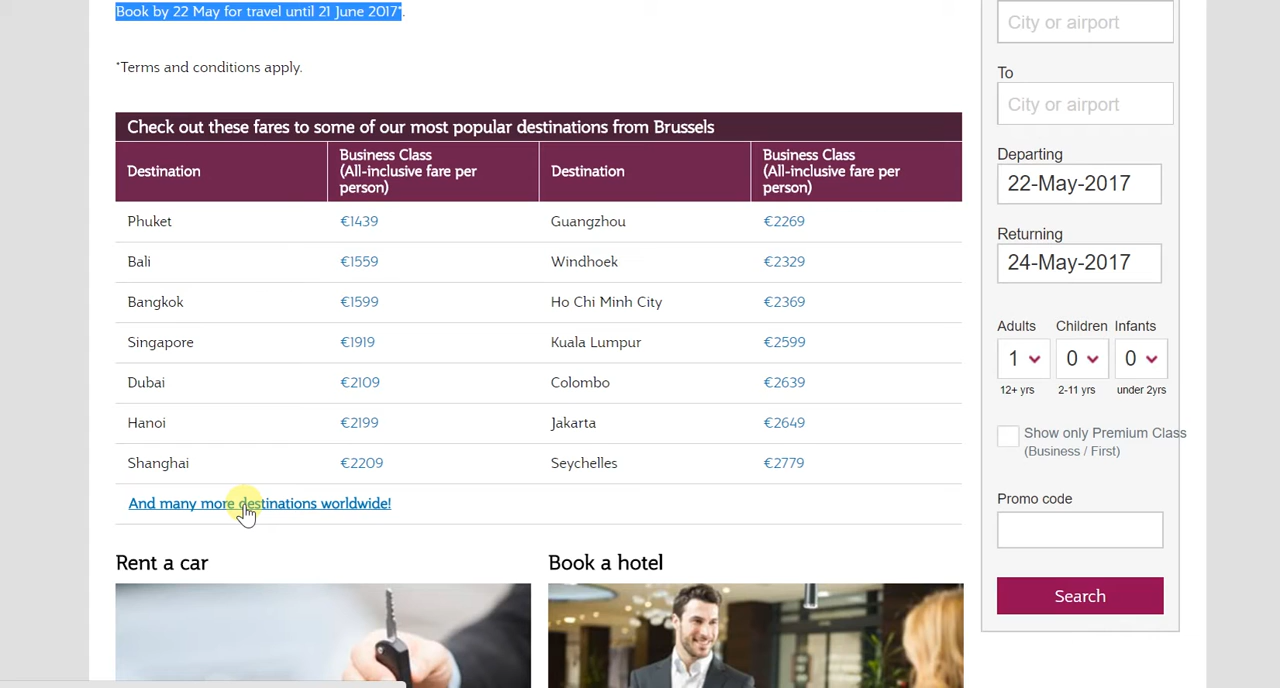 Book by 22 May for travel until 21 June 2017*.
*Terms and conditions apply.
Check out these fares to some of our most popular destinations from Brussels
Destination
Business Class
(All-inclusive fare per
person)
Destination
Business Class
(All-inclusive fare per
person)
Phuket €1439 Guangzhou €2269
Bali €1559 Windhoek €2329
Bangkok €1599 Ho Chi Minh City €2369
Singapore €1919 Kuala Lumpur €2599
Dubai €2109 Colombo €2639
Hanoi €2199 Jakarta €2649
Shanghai €2209 Seychelles €2779
And many more destinations worldwide!
Rent a car
Book a hotel
City or airport
To
City or airport
Departing
22-May-2017
Returning
24-May-2017
Adults Children Infants
1 0 0
12+ yrs 2-11 yrs under 2yrs
Show only Premium Class
(Business / First)
Promo code
Search